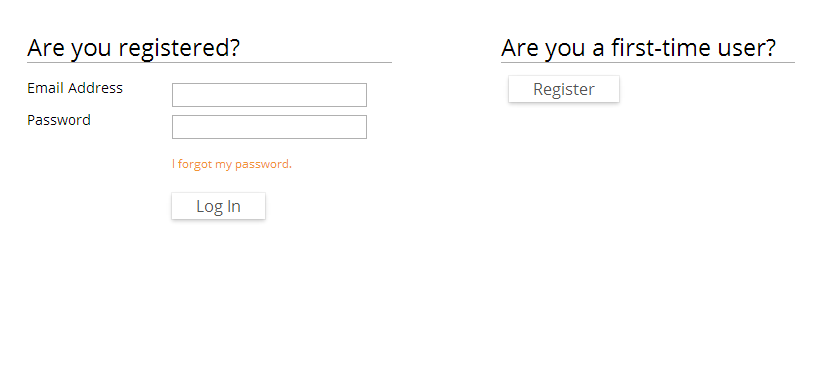 Are you registered?
Email Address
Password
I forgot my password.
Log In
Are you a first-time user?
Register